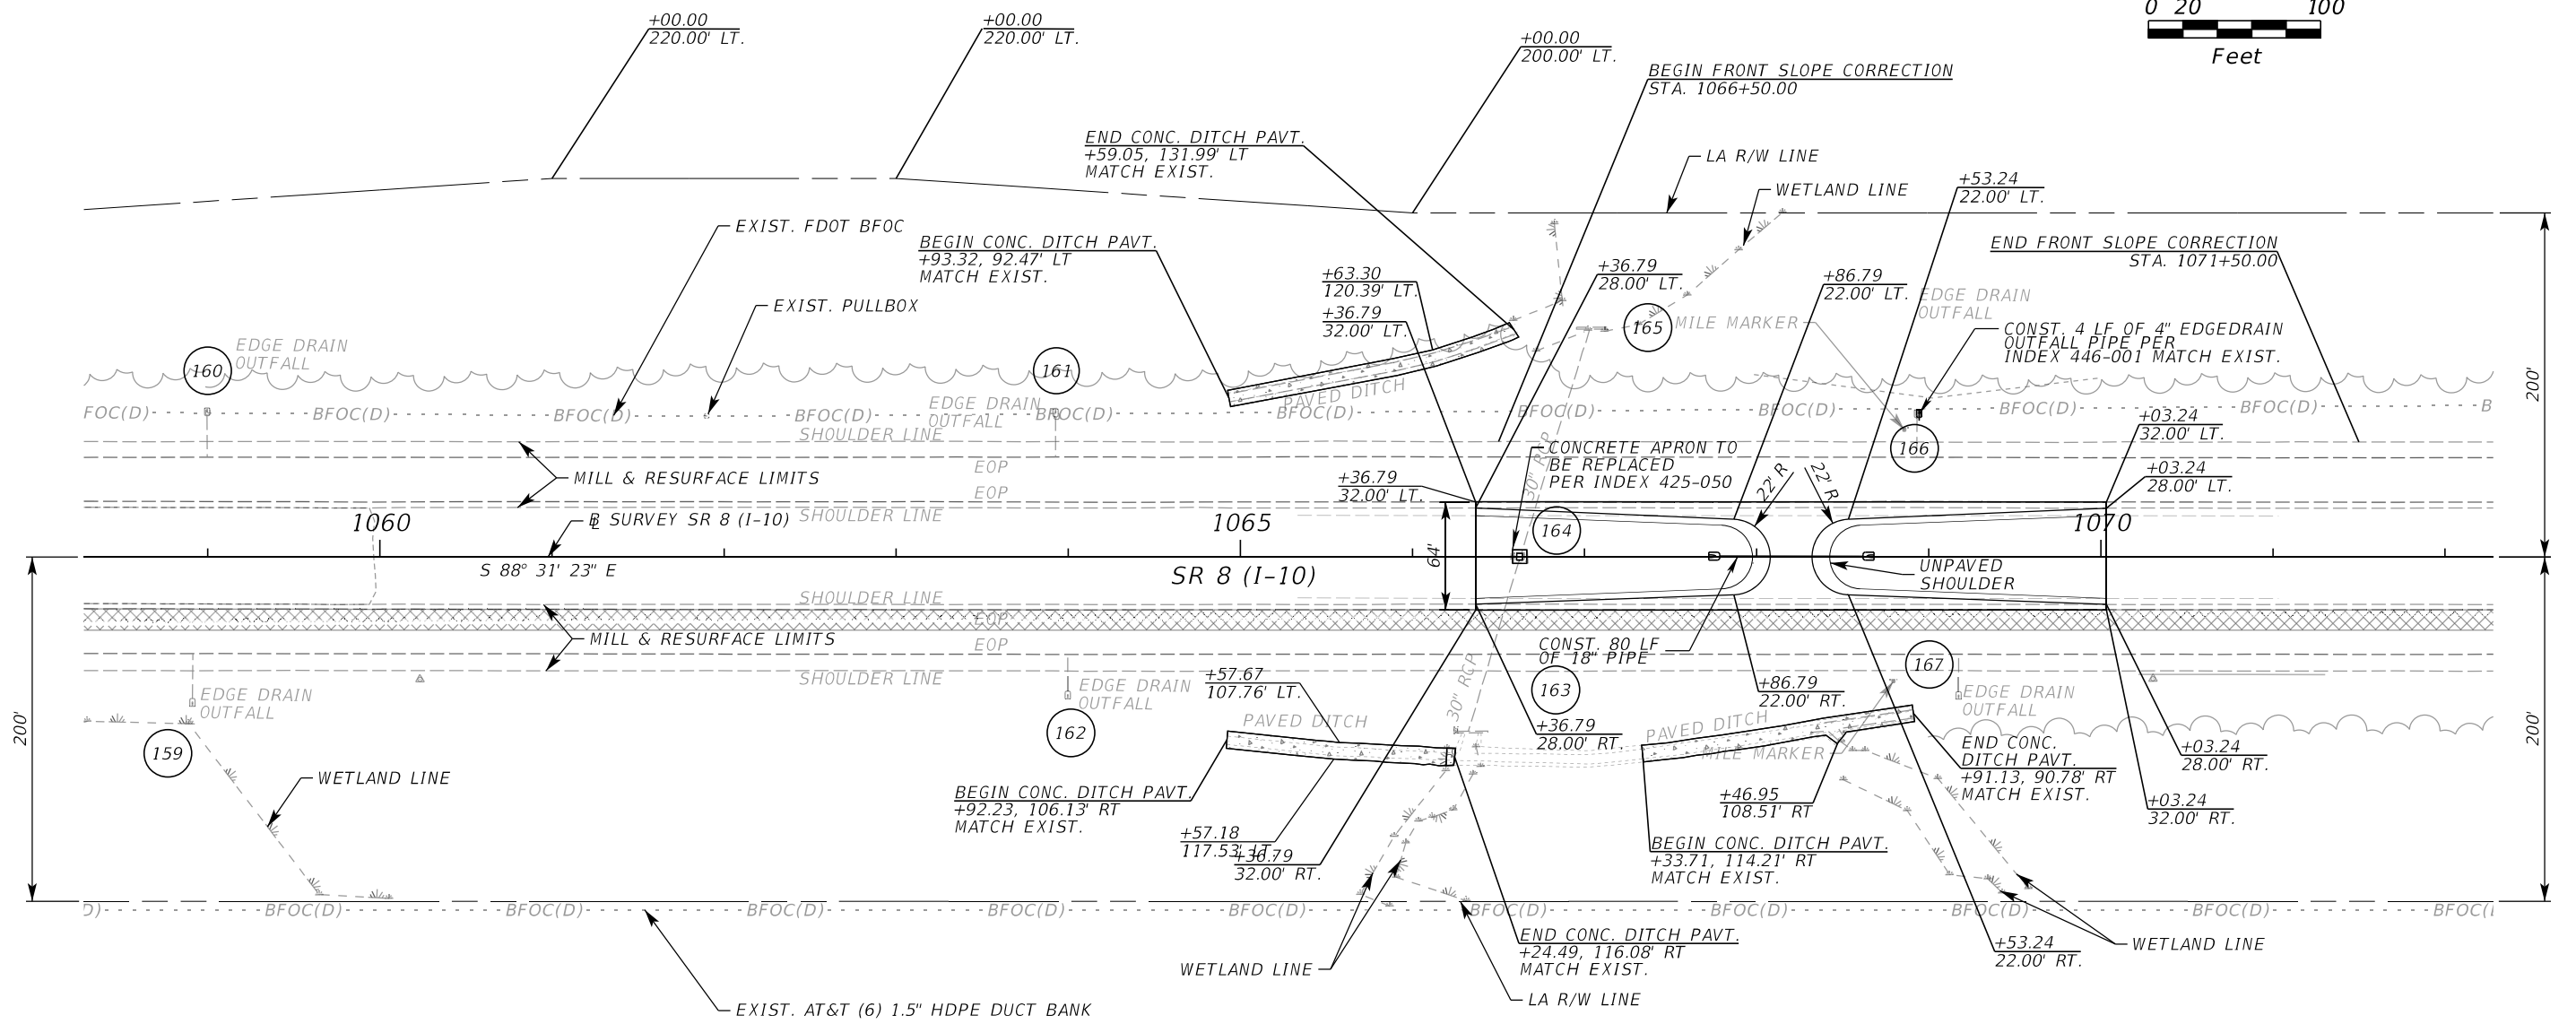 0 20 100
Feet
+00.00
220.00' LT.
+00.00
220.00' LT.
+00.00
200.00' LT.
BEGIN FRONT SLOPE CORRECTION
STA. 1066+50.00
END CONC. DITCH PAVT.
+59.05, 131.99' LT
MATCH EXIST.
LA R/W LINE
WETLAND LINE
+53.24
22.00' LT.
EXIST. FDOT BFOC
BEGIN CONC. DITCH PAVT.
+93.32, 92.47' LT
MATCH EXIST.
END FRONT SLOPE CORRECTION
STA. 1071+50.00
+63.30
120.39' LT.
+36.79
32.00' LT.
+36.79
28.00' LT.
+86.79
22.00' LT.
EDGE DRAIN
OUTFALL
EXIST. PULLBOX
165
MILE MARKER
CONST. 4 LF OF 4" EDGEDRAIN
OUTFALL PIPE PER
INDEX 446-001 MATCH EXIST.
160
EDGE DRAIN
OUTFALL
161
200'
PAVED DITCH
FOC(D) BFOC(D) BFOC(D) BFOC(D) BFOC(D) BFOC(D) BFOC(D) BFOC(D) BFOC(D) BFOC(D) B
EDGE DRAIN
OUTFALL
SHOULDER LINE
+03.24
32.00' LT.
166
CONCRETE APRON TO
BE REPLACED
PER INDEX 425-050
30" RCP
EOP
MILL & RESURFACE LIMITS
EOP
+36.79
32.00' LT.
22' R
22' R
+03.24
28.00' LT.
1060
B SURVEY SR 8 (I-10)
L
SHOULDER LINE
1065
164
1070
S 88° 31' 23" E
SR 8 (I-10)
64'
UNPAVED
SHOULDER
SHOULDER LINE
EOP
MILL & RESURFACE LIMITS
EOP
CONST. 80 LF
OF 18" PIPE
167
SHOULDER LINE
30" RCP
+57.67
107.76' LT.
163
+86.79
22.00' RT.
EDGE DRAIN
OUTFALL
EDGE DRAIN
OUTFALL
EDGE DRAIN
OUTFALL
200'
200'
159
162
PAVED DITCH
+36.79
28.00' RT.
PAVED DITCH
MILE MARKER
END CONC.
DITCH PAVT.
+91.13, 90.78' RT
MATCH EXIST.
+03.24
28.00' RT.
WETLAND LINE
BEGIN CONC. DITCH PAVT.
+92.23, 106.13' RT
MATCH EXIST.
+46.95
108.51' RT
+03.24
32.00' RT.
+57.18
117.53' LT.
+36.79
32.00' RT.
BEGIN CONC. DITCH PAVT.
+33.71, 114.21' RT
MATCH EXIST.
D) BFOC(D) BFOC(D) BFOC(D) BFOC(D) BFOC(D) BFOC(D) BFOC(D) BFOC(D) BFOC(D) BFOC(
END CONC. DITCH PAVT.
+24.49, 116.08' RT
MATCH EXIST.
+53.24
22.00' RT.
WETLAND LINE
WETLAND LINE
LA R/W LINE
EXIST. AT&T (6) 1.5" HDPE DUCT BANK